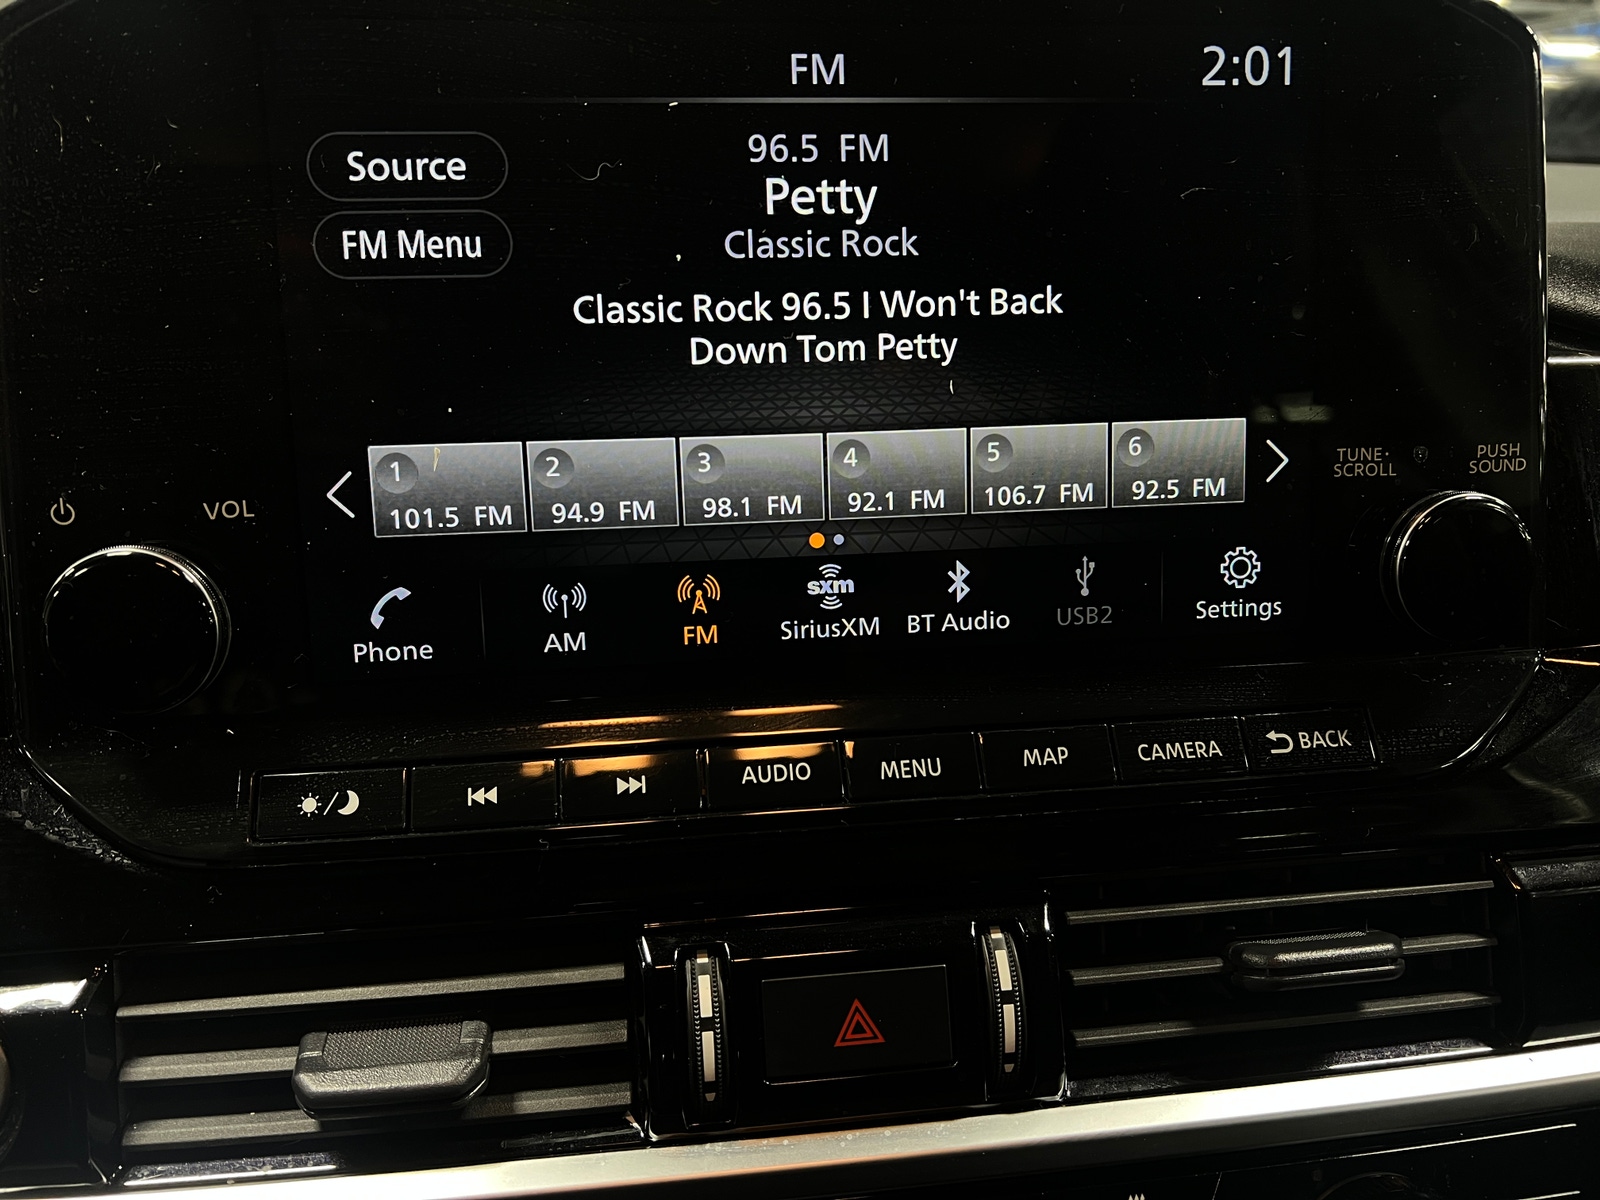 FM
2:01
Source
96.5 FM
Petty
FM Menu
Classic Rock
Classic Rock 96.5 I Won't Back
Down Tom Petty
1
101.5 FM
2
94.9 FM
3
98.1 FM
4
92.1 FM
5
106.7 FM
6
92.5 FM
VOL
TUNE·
SCROLL
PUSH
SOUND
Phone
AM
FM
sxm
SiriusXM
BT Audio
USB2
Settings
AUDIO
MENU
MAP
CAMERA
BACK